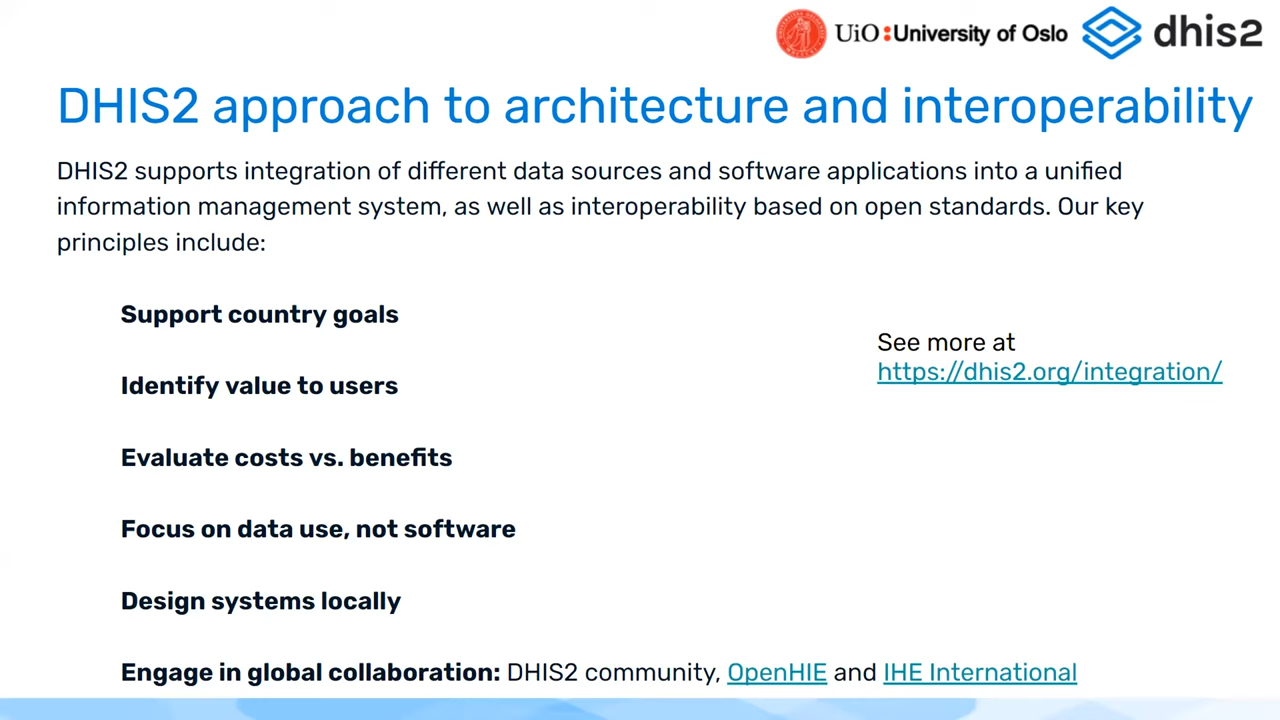 UiO:University of Oslo
dhis2
DHIS2 approach to architecture and interoperability
DHIS2 supports integration of different data sources and software applications into a unified
information management system, as well as interoperability based on open standards. Our key
principles include:
Support country goals
Identify value to users
Evaluate costs vs. benefits
Focus on data use, not software
Design systems locally
Engage in global collaboration: DHIS2 community, OpenHIE and IHE International
See more at
https://dhis2.org/integration/